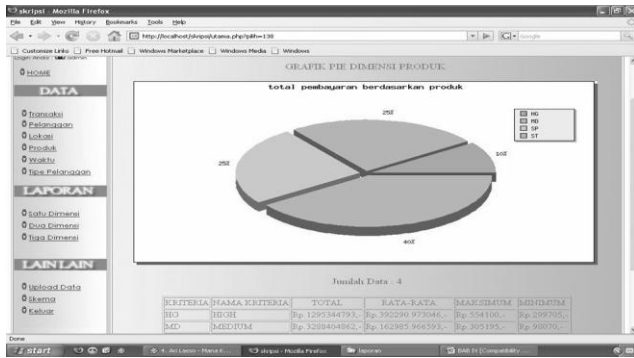 skripsi - Mozilla Firefox
File Edit View History Bookmarks Tools Help
http://localhost/skripsi/utama.php?pilih=138
Google
Customize Links Free Hotmail Windows Marketplace Windows Media Windows
HOME
DATA
Transaksi
Pelanggan
Lokasi
Produk
Waktu
Tipe Pelanggan
LAPORAN
Satu Dimensi
Dua Dimensi
Tiga Dimensi
LAIN LAIN
Upload Data
Skema
Keluar
GRAFIK PIE DIMENSI PRODUK
total pembayaran berdasarkan produk
25%
25%
10%
40%
HG
MD
SP
ST
Jumlah Data : 4
KRITERIA NAMA KRITERIA TOTAL RATA-RATA MAKSIMUM MINIMUM
HG HIGH Rp. 1295344793,- Rp. 392290.973046,- Rp. 554100,- Rp. 299705,-
MD MEDIUM Rp. 3288404862,- Rp. 162985.966593,- Rp. 305195,- Rp. 98070,-
Done
start
skripsi - Mozilla Firefox
laporan
BAB IV [Compatibility ...